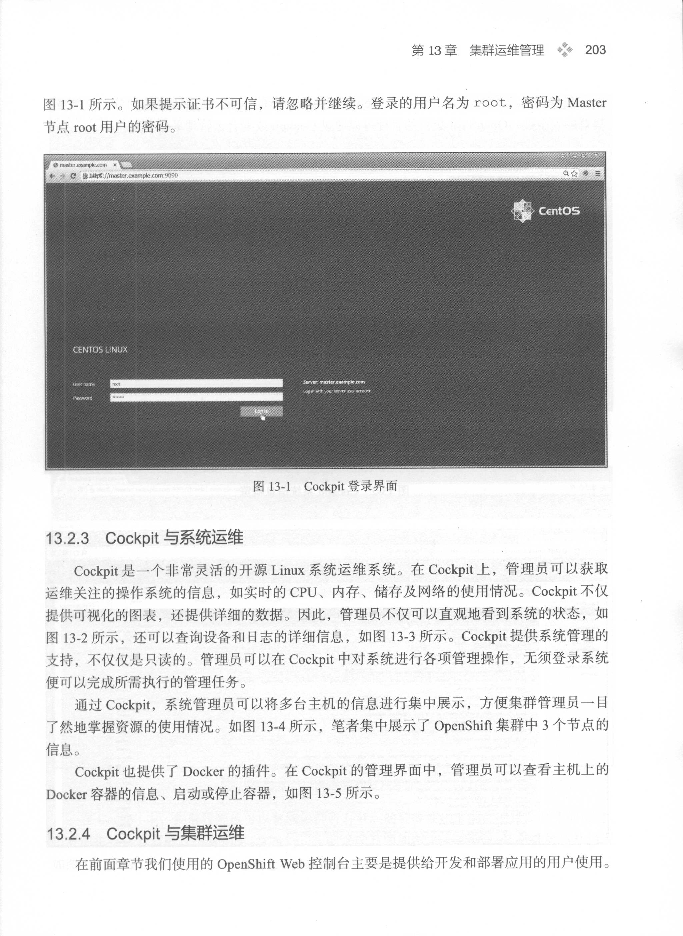 第 13 章 集群运维管理 203
图 13-1 所示。如果提示证书不可信，请忽略并继续。登录的用户名为 root，密码为 Master
节点 root 用户的密码。
master.example.com
https://master.example.com:9090
CentOS
CENTOS LINUX
User name root
Server: master.example.com
Password
Log in with your server user account.
Log In
图 13-1 Cockpit 登录界面
13.2.3 Cockpit 与系统运维
Cockpit 是一个非常灵活的开源 Linux 系统运维系统。在 Cockpit 上，管理员可以获取
运维关注的操作系统的信息，如实时的 CPU、内存、储存及网络的使用情况。Cockpit 不仅
提供可视化的图表，还提供详细的数据。因此，管理员不仅可以直观地看到系统的状态，如
图 13-2 所示，还可以查询设备和日志的详细信息，如图 13-3 所示。Cockpit 提供系统管理的
支持，不仅仅是只读的。管理员可以在 Cockpit 中对系统进行各项管理操作，无须登录系统
便可以完成所需执行的管理任务。
通过 Cockpit，系统管理员可以将多台主机的信息进行集中展示，方便集群管理员一目
了然地掌握资源的使用情况。如图 13-4 所示，笔者集中展示了 OpenShift 集群中 3 个节点的
信息。
Cockpit 也提供了 Docker 的插件。在 Cockpit 的管理界面中，管理员可以查看主机上的
Docker 容器的信息、启动或停止容器，如图 13-5 所示。
13.2.4 Cockpit 与集群运维
在前面章节我们使用的 OpenShift Web 控制台主要是提供给开发和部署应用的用户使用。